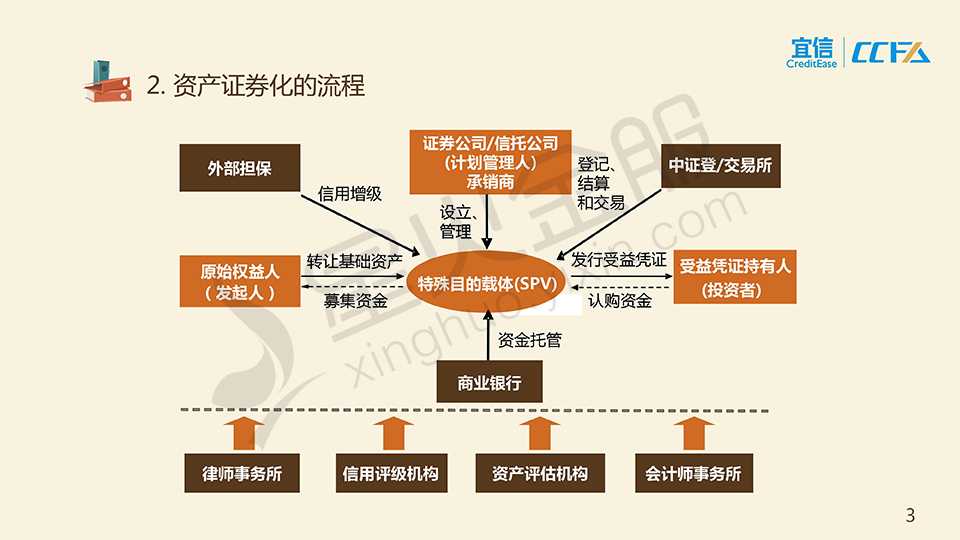 宜信
CreditEase
CCFA
2. 资产证券化的流程
外部担保
证券公司/信托公司
(计划管理人)
承销商
中证登/交易所
信用增级
登记、
结算
和交易
设立、
管理
原始权益人
（发起人）
转让基础资产
募集资金
特殊目的载体(SPV)
发行受益凭证
认购资金
受益凭证持有人
(投资者)
资金托管
商业银行
律师事务所
信用评级机构
资产评估机构
会计师事务所
星火金服
3